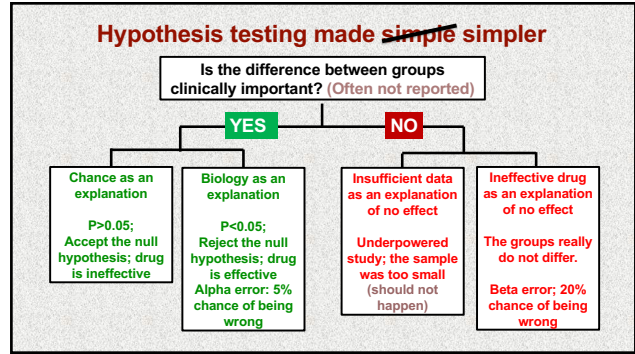 Hypothesis testing made simple simpler
Is the difference between groups
clinically important? (Often not reported)
YES
NO
Chance as an
explanation
P>0.05;
Accept the null
hypothesis; drug
is ineffective
Biology as an
explanation
P<0.05;
Reject the null
hypothesis; drug
is effective
Alpha error: 5%
chance of being
wrong
Insufficient data
as an explanation
of no effect
Underpowered
study; the sample
was too small
(should not
happen)
Ineffective drug
as an explanation
of no effect
The groups really
do not differ.
Beta error; 20%
chance of being
wrong